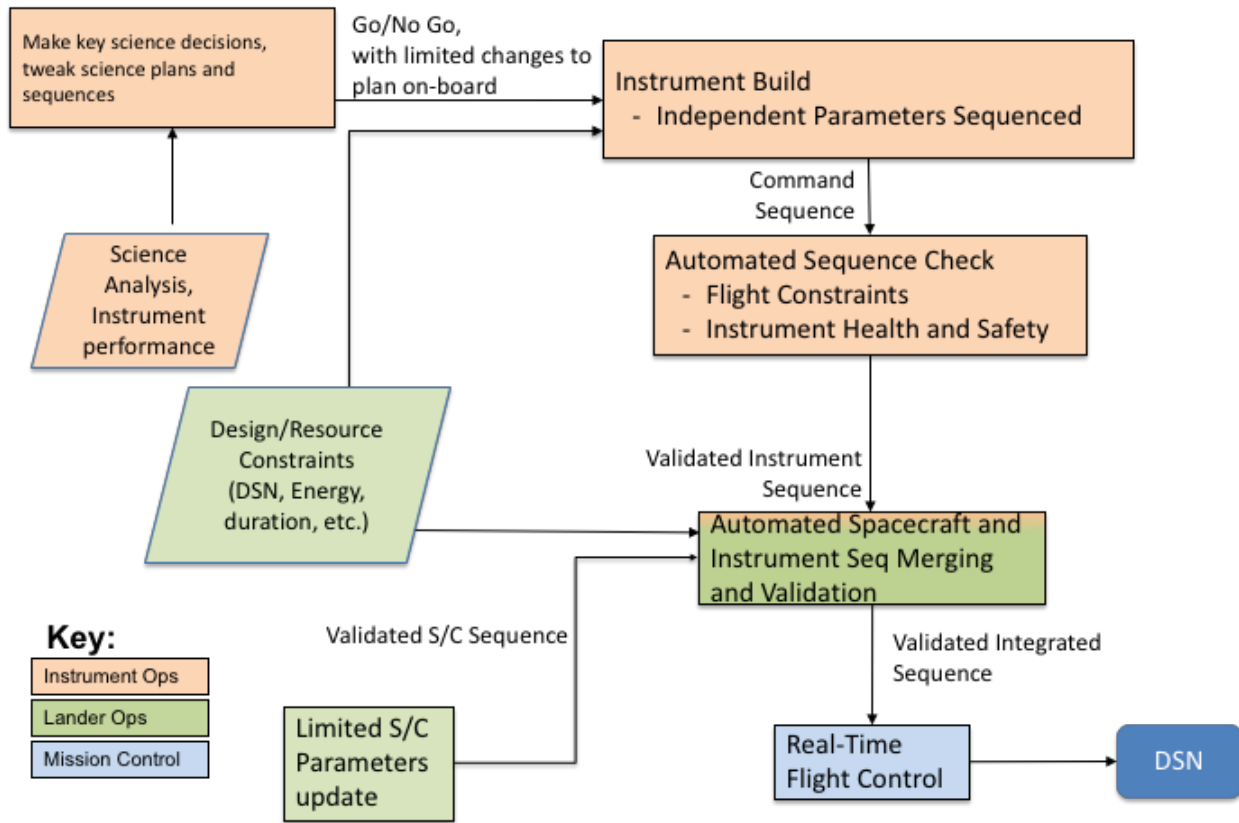 Make key science decisions,
tweak science plans and
sequences
Go/No Go,
with limited changes to
plan on-board
Instrument Build
- Independent Parameters Sequenced
Command
Sequence
Science
Analysis,
Instrument
performance
Automated Sequence Check
- Flight Constraints
- Instrument Health and Safety
Design/Resource
Constraints
(DSN, Energy,
duration, etc.)
Validated Instrument
Sequence
Automated Spacecraft and
Instrument Seq Merging
and Validation
Validated S/C Sequence
Validated Integrated
Sequence
Key:
Instrument Ops
Lander Ops
Mission Control
Limited S/C
Parameters
update
Real-Time
Flight Control
DSN